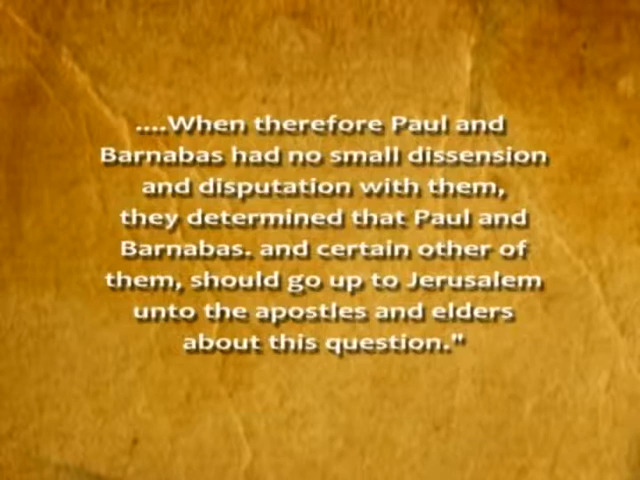 ....When therefore Paul and
Barnabas had no small dissension
and disputation with them,
they determined that Paul and
Barnabas. and certain other of
them, should go up to Jerusalem
unto the apostles and elders
about this question."